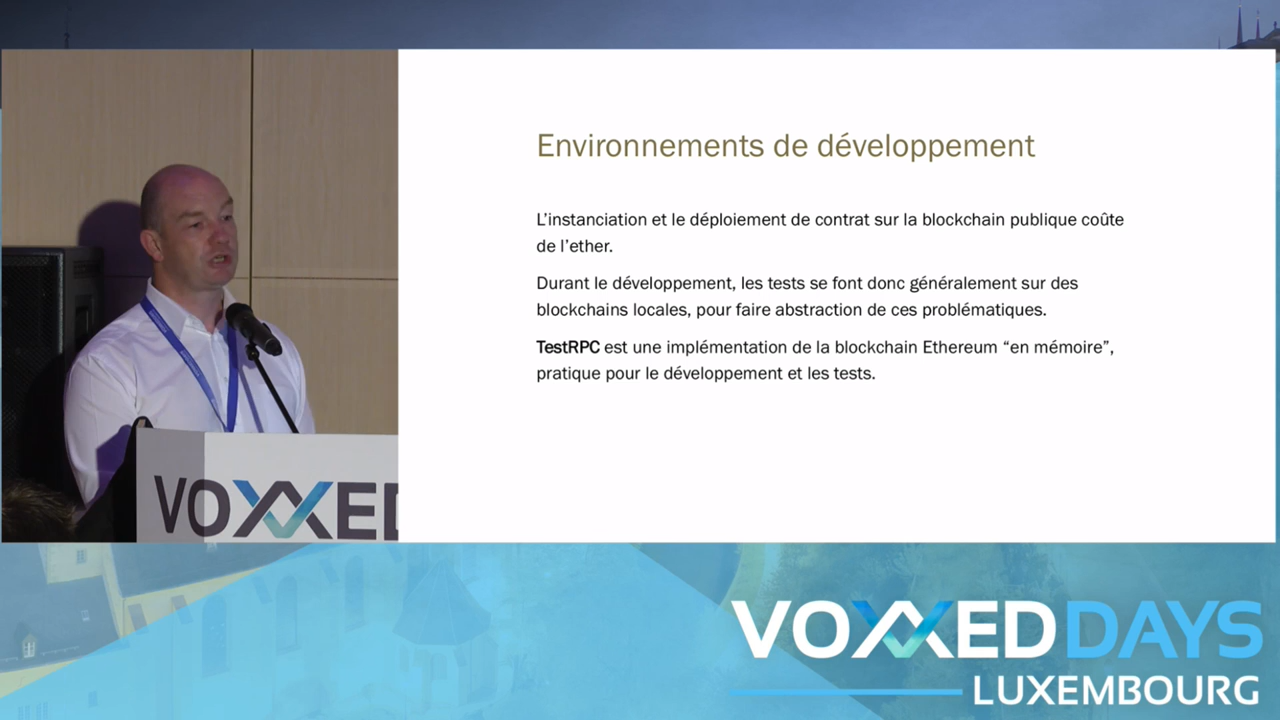 Environnements de développement
L’instanciation et le déploiement de contrat sur la blockchain publique coûte
de l’ether.
Durant le développement, les tests se font donc généralement sur des
blockchains locales, pour faire abstraction de ces problématiques.
TestRPC est une implémentation de la blockchain Ethereum “en mémoire”,
pratique pour le développement et les tests.
VOXXED
VOXXEDDAYS
LUXEMBOURG